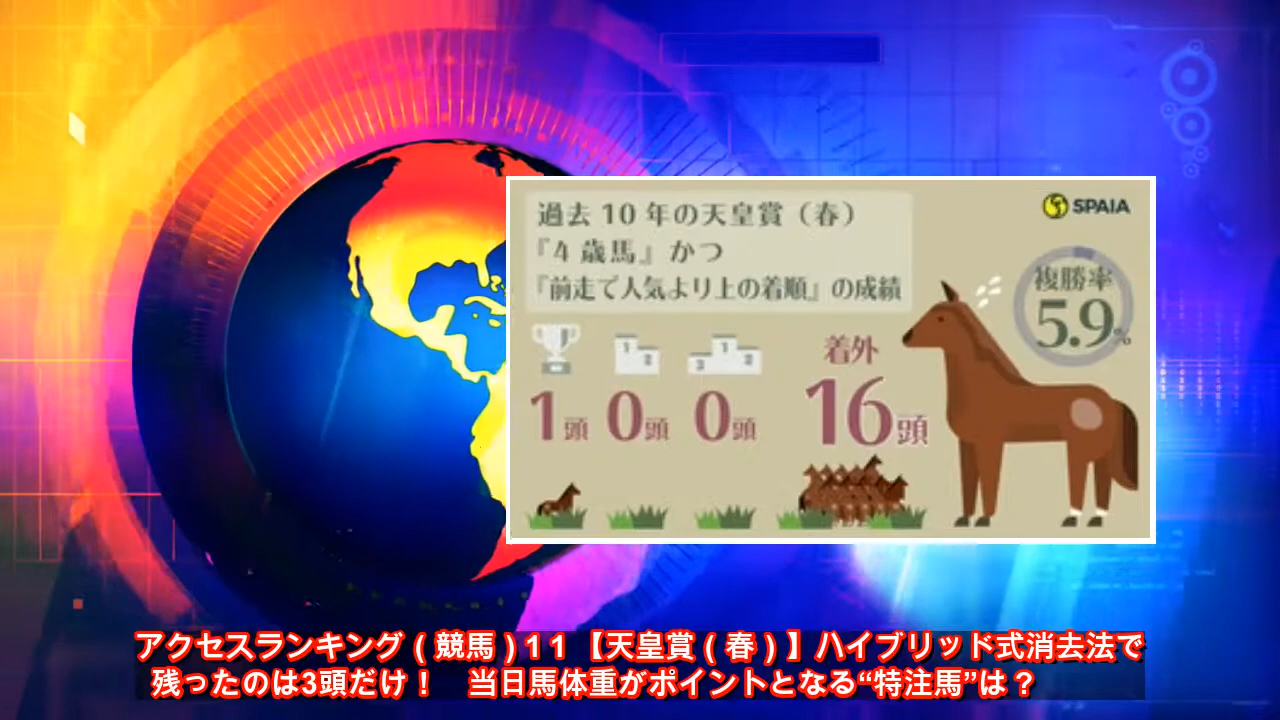 過去10年の天皇賞（春）
『4歳馬』かつ
『前走で人気より上の着順』の成績
SPAIA
複勝率
5.9%
1 2
3 1 2
着外
1頭 0頭 0頭 16頭
アクセスランキング(競馬)11【天皇賞(春)】ハイブリッド式消去法で
残ったのは3頭だけ！　当日馬体重がポイントとなる“特注馬”は？